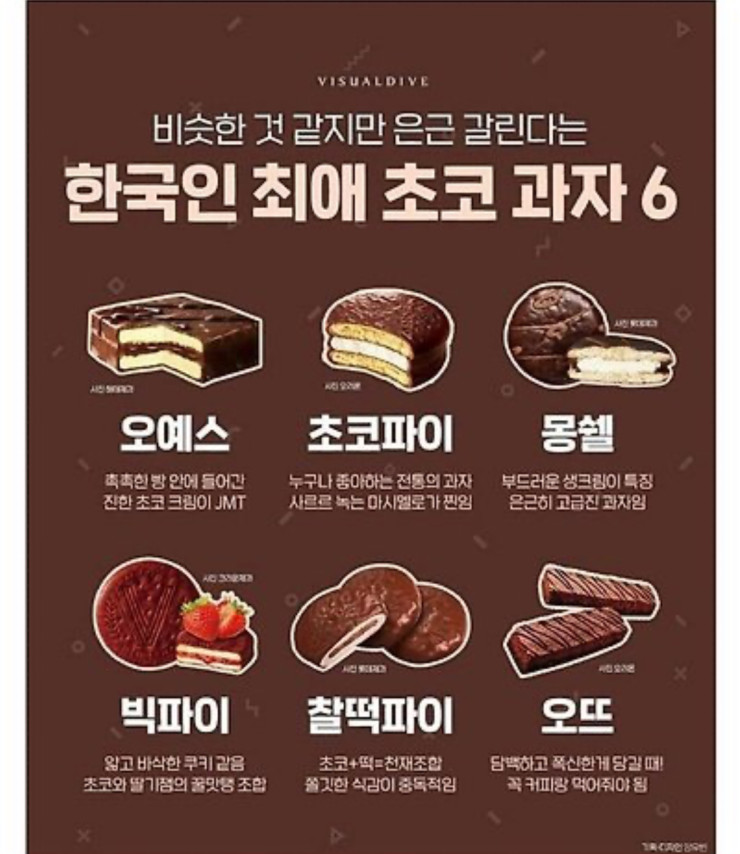 VISUALDIVE
비슷한 것 같지만 은근 갈린다는
한국인 최애 초코 과자 6
사진 해태제과
사진 오리온
사진 롯데제과
오예스
초코파이
몽쉘
촉촉한 빵 안에 들어간
진한 초코 크림이 JMT
누구나 좋아하는 전통의 과자
사르르 녹는 마시멜로가 찐임
부드러운 생크림이 특징
은근히 고급진 과자임
사진 크라운제과
사진 롯데제과
사진 오리온
빅파이
찰떡파이
오뜨
얇고 바삭한 쿠키 같음
초코와 딸기잼의 꿀맛탱 조합
초코+떡=천재조합
쫄깃한 식감이 중독적임
담백하고 폭신한게 당길 때!
꼭 커피랑 먹어줘야 됨
기획·디자인